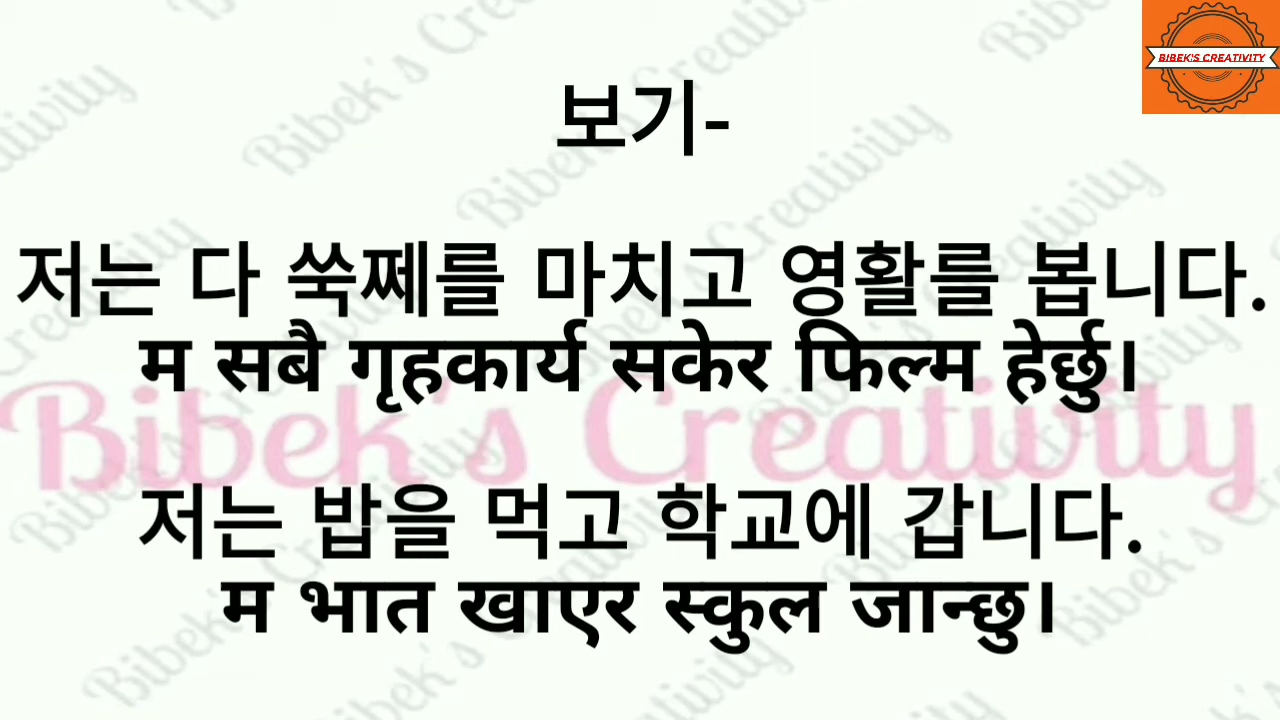 BIBEK'S CREATIVITY
보기-
저는 다 쑥쩨를 마치고 영활를 봅니다.
म सबै गृहकार्य सकेर फिल्म हेर्छु।
Bibek's Creativity
저는 밥을 먹고 학교에 갑니다.
म भात खाएर स्कुल जान्छु।